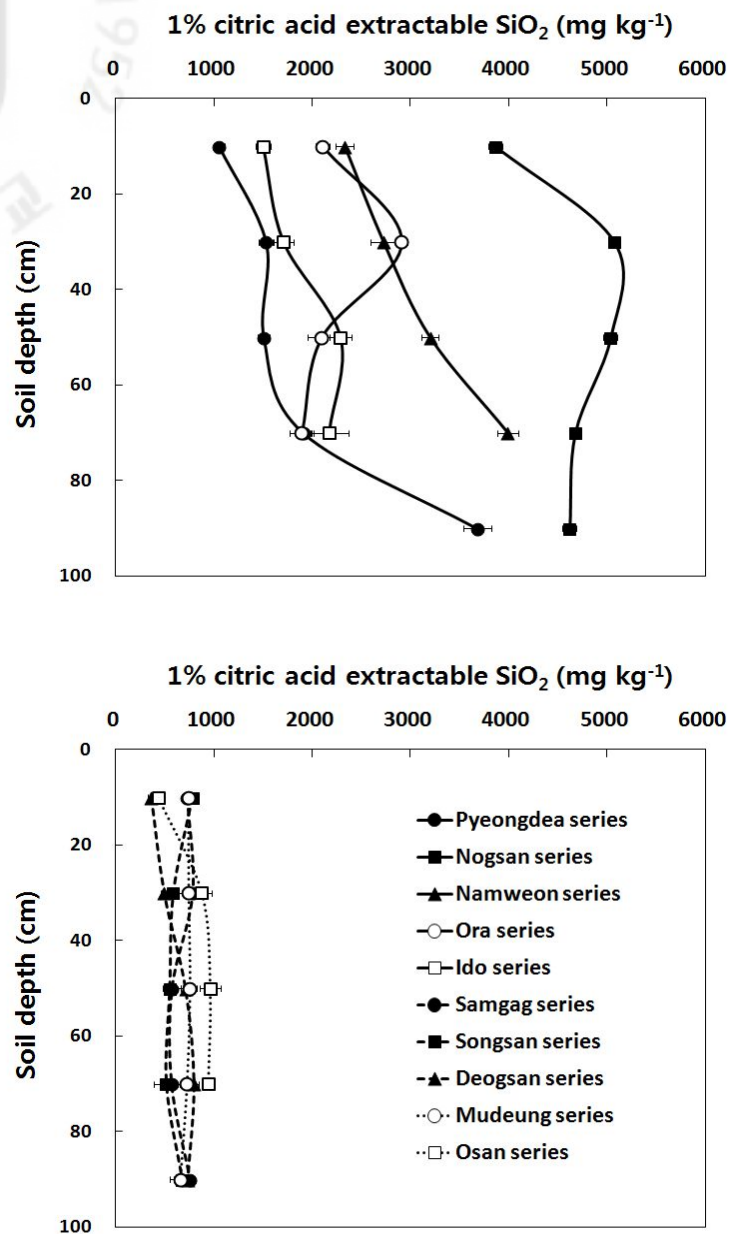 1952
1% citric acid extractable SiO₂ (mg kg⁻¹)
0 1000 2000 3000 4000 5000 6000
0
20
40
60
80
100
Soil depth (cm)
1% citric acid extractable SiO₂ (mg kg⁻¹)
0 1000 2000 3000 4000 5000 6000
0
20
40
60
80
100
Soil depth (cm)
Pyeongdea series
Nogsan series
Namweon series
Ora series
Ido series
Samgag series
Songsan series
Deogsan series
Mudeung series
Osan series